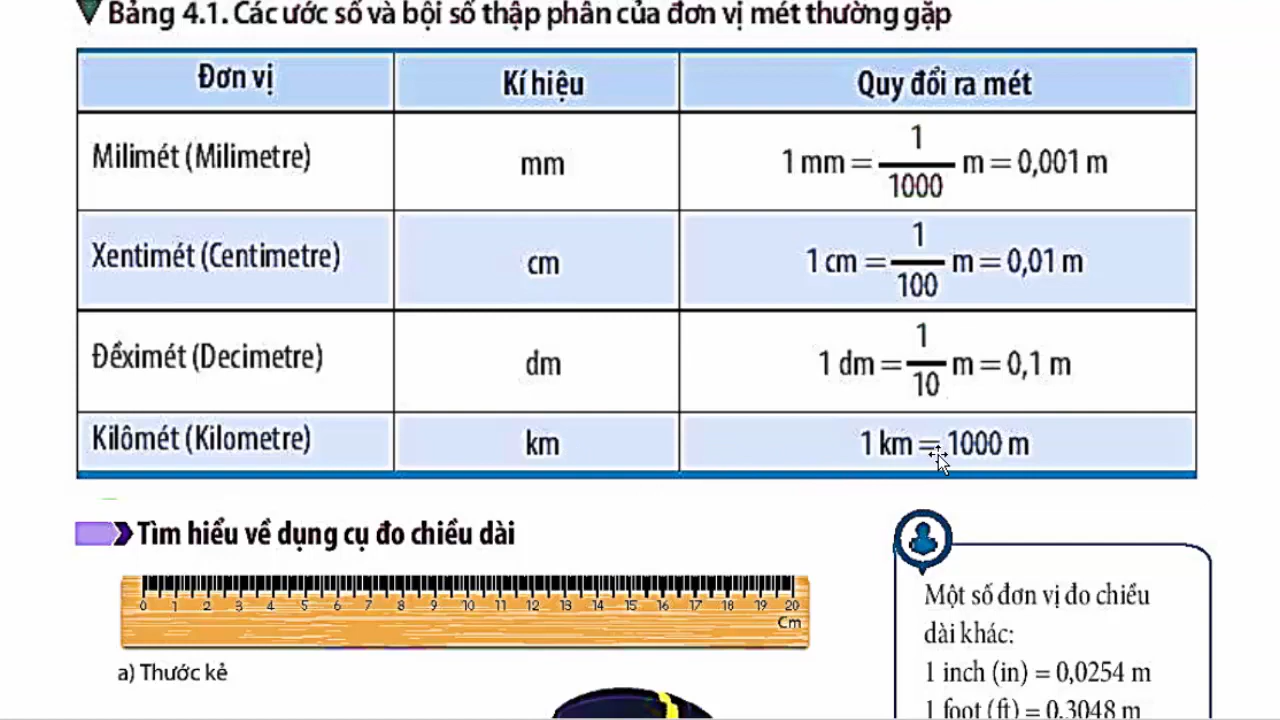 Bảng 4.1. Các ước số và bội số thập phân của đơn vị mét thường gặp
Đơn vị Kí hiệu Quy đổi ra mét
Milimét (Milimetre) mm 1 mm = 1/1000 m = 0,001 m
Xentimét (Centimetre) cm 1 cm = 1/100 m = 0,01 m
Đềximét (Decimetre) dm 1 dm = 1/10 m = 0,1 m
Kilômét (Kilometre) km 1 km = 1000 m
Tìm hiểu về dụng cụ đo chiều dài
0 1 2 3 4 5 6 7 8 9 10 11 12 13 14 15 16 17 18 19 20
Cm
a) Thước kẻ
Một số đơn vị đo chiều
dài khác:
1 inch (in) = 0,0254 m
1 foot (ft) = 0,3048 m